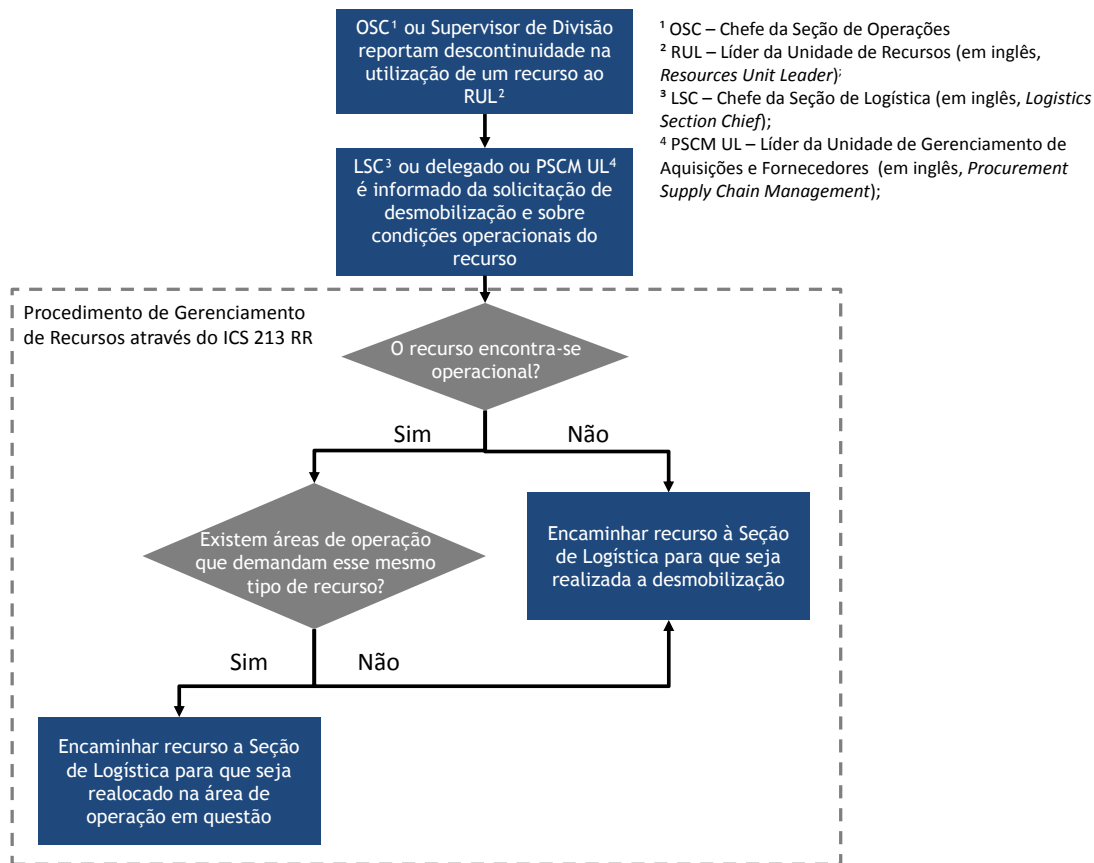 OSC¹ ou Supervisor de Divisão
reportam descontinuidade na
utilização de um recurso ao
RUL²
¹ OSC – Chefe da Seção de Operações
² RUL – Líder da Unidade de Recursos (em inglês,
Resources Unit Leader);
³ LSC – Chefe da Seção de Logística (em inglês, Logistics
Section Chief);
⁴ PSCM UL – Líder da Unidade de Gerenciamento de
Aquisições e Fornecedores (em inglês, Procurement
Supply Chain Management);
LSC³ ou delegado ou PSCM UL⁴
é informado da solicitação de
desmobilização e sobre
condições operacionais do
recurso
Procedimento de Gerenciamento
de Recursos através do ICS 213 RR
O recurso encontra-se
operacional?
Sim
Não
Existem áreas de operação
que demandam esse mesmo
tipo de recurso?
Encaminhar recurso à Seção
de Logística para que seja
realizada a desmobilização
Sim
Não
Encaminhar recurso a Seção
de Logística para que seja
realocado na área de
operação em questão